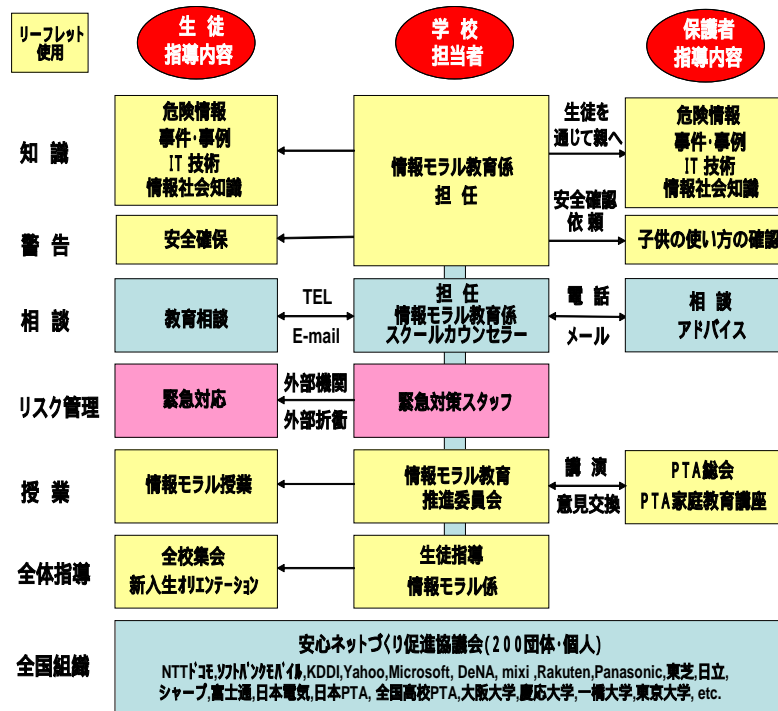 リーフレット
使用
生 徒
指導内容
学 校
担当者
保護者
指導内容
知 識
危険情報
事件・事例
IT 技術
情報社会知識
情報モラル教育係
担 任
生徒を
通じて親へ
危険情報
事件・事例
IT 技術
情報社会知識
警 告
安全確保
安全確認
依 頼
子供の使い方の確認
相 談
教育相談
TEL
E-mail
担 任
情報モラル教育係
スクールカウンセラー
電 話
メール
相 談
アドバイス
リスク管理
緊急対応
外部機関
外部折衝
緊急対策スタッフ
授 業
情報モラル授業
情報モラル教育
推進委員会
講 演
意見交換
PTA総会
PTA家庭教育講座
全体指導
全校集会
新入生オリエンテーション
生徒指導
情報モラル係
全国組織
安心ネットづくり促進協議会(200団体・個人)
NTTドコモ,ソフトバンクモバイル,KDDI,Yahoo,Microsoft, DeNA, mixi ,Rakuten,Panasonic,東芝,日立,
シャープ,富士通,日本電気,日本PTA, 全国高校PTA,大阪大学,慶応大学,一橋大学,東京大学, etc.